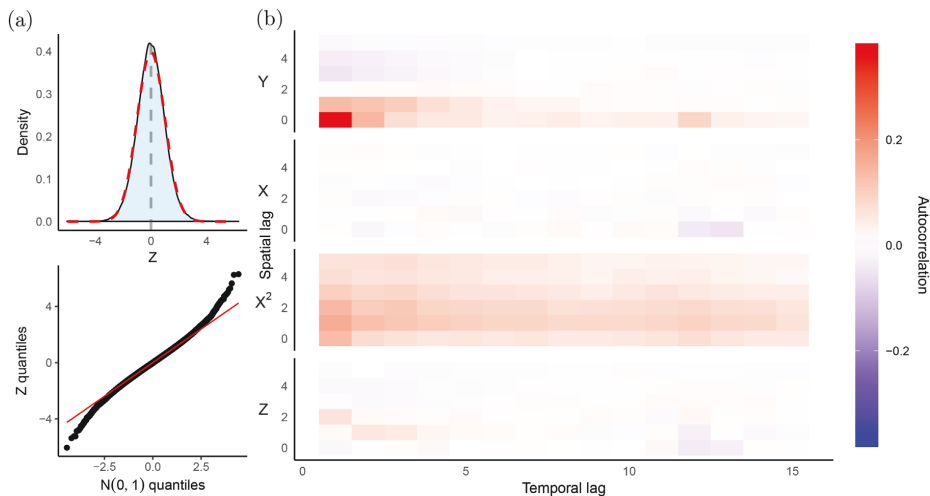 (a)
0.4
0.3
0.2
0.1
0.0
Density
−4
0
4
Z
4
0
−4
Z quantiles
−2.5
0.0
2.5
N(0, 1) quantiles
(b)
Spatial lag
Y
4
2
0
X
4
2
0
X²
4
2
0
Z
4
2
0
0
5
10
15
Temporal lag
0.2
0.0
−0.2
Autocorrelation